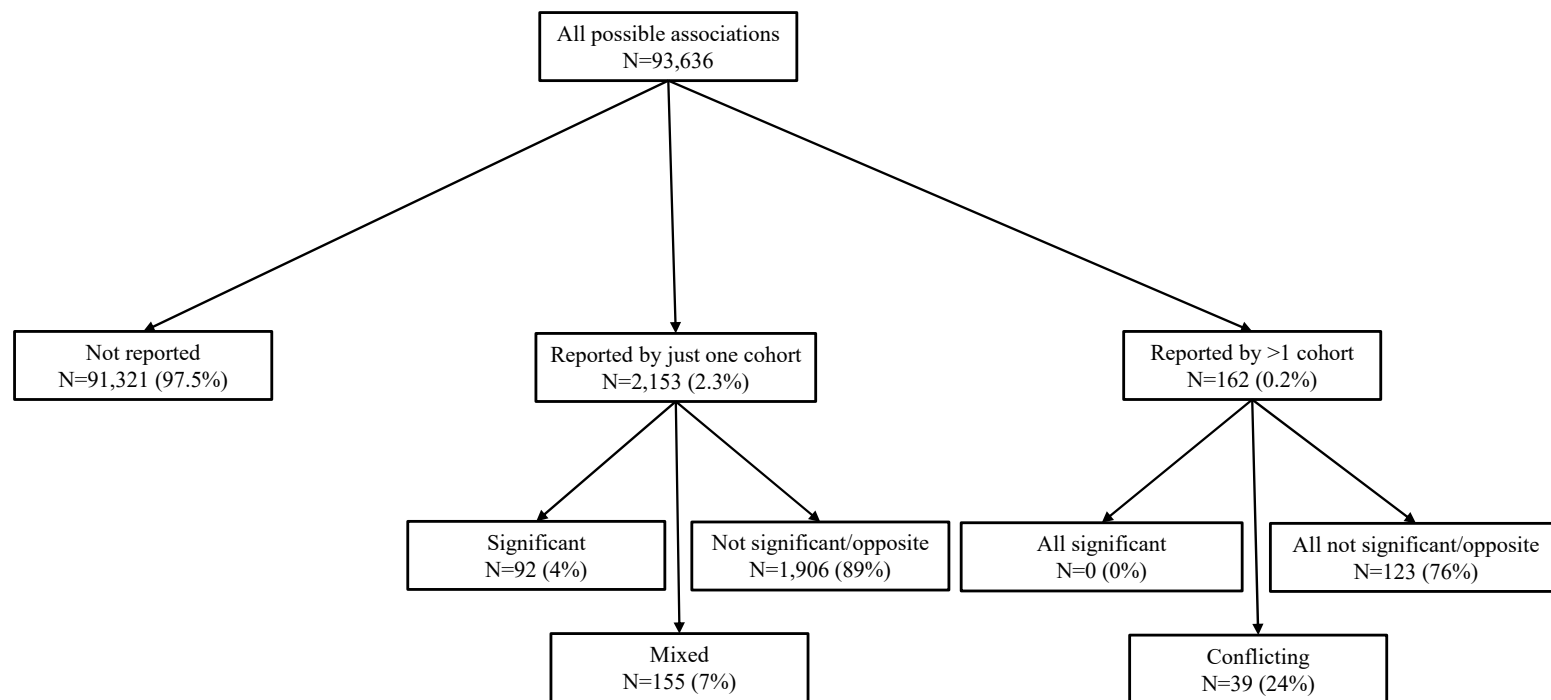 All possible associations
N=93,636
Not reported
N=91,321 (97.5%)
Reported by just one cohort
N=2,153 (2.3%)
Reported by >1 cohort
N=162 (0.2%)
Significant
N=92 (4%)
Not significant/opposite
N=1,906 (89%)
All significant
N=0 (0%)
All not significant/opposite
N=123 (76%)
Mixed
N=155 (7%)
Conflicting
N=39 (24%)